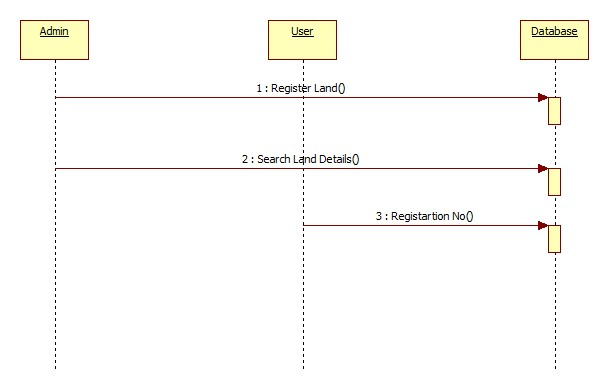 Admin
User
Database
1 : Register Land()
2 : Search Land Details()
3 : Registartion No()